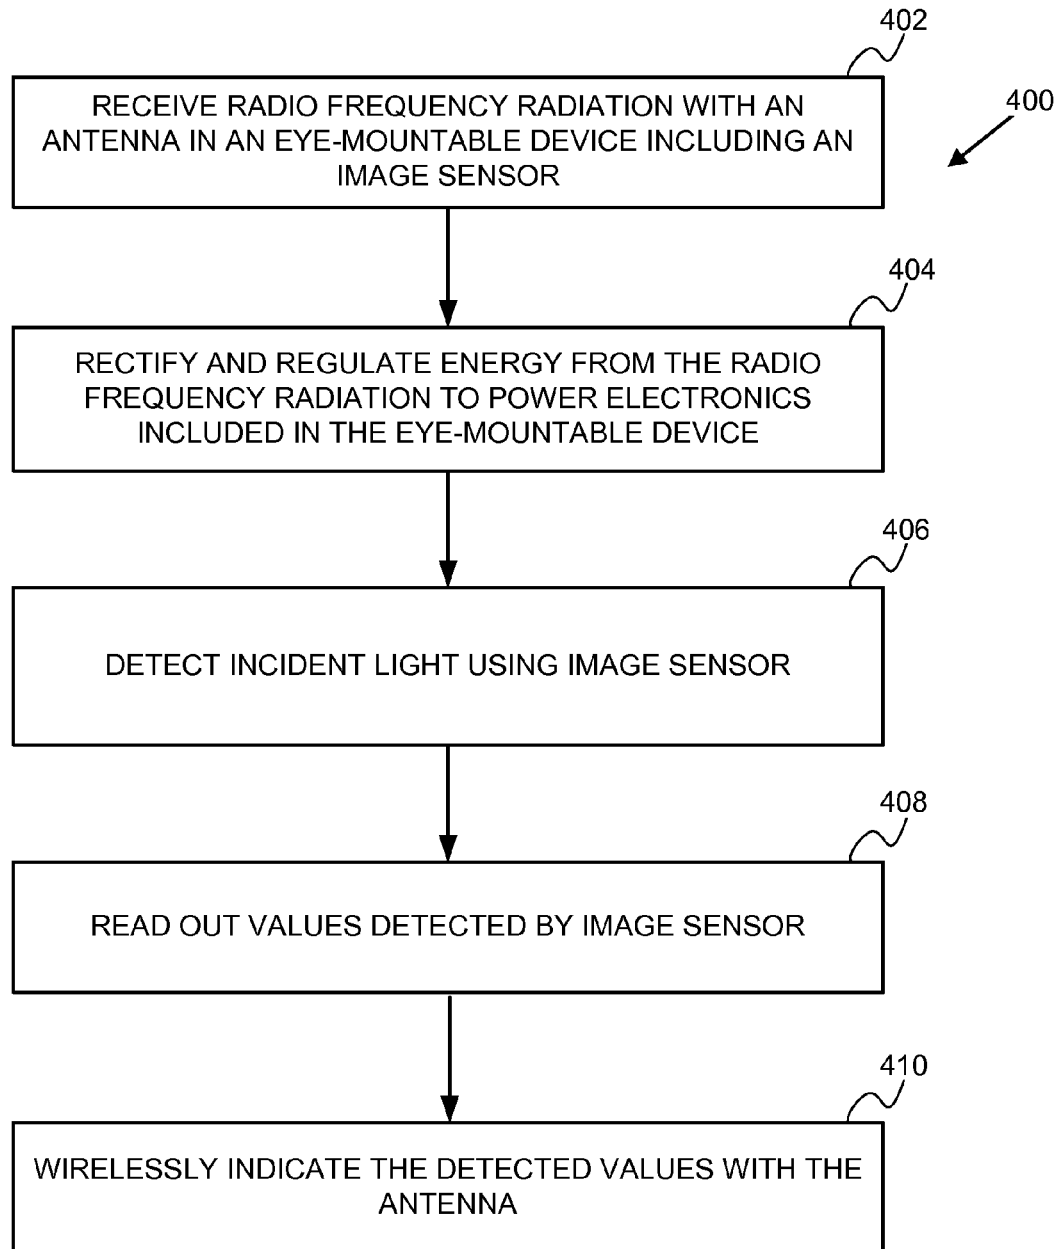 402
400
RECEIVE RADIO FREQUENCY RADIATION WITH AN
ANTENNA IN AN EYE-MOUNTABLE DEVICE INCLUDING AN
IMAGE SENSOR
404
RECTIFY AND REGULATE ENERGY FROM THE RADIO
FREQUENCY RADIATION TO POWER ELECTRONICS
INCLUDED IN THE EYE-MOUNTABLE DEVICE
406
DETECT INCIDENT LIGHT USING IMAGE SENSOR
408
READ OUT VALUES DETECTED BY IMAGE SENSOR
410
WIRELESSLY INDICATE THE DETECTED VALUES WITH THE
ANTENNA